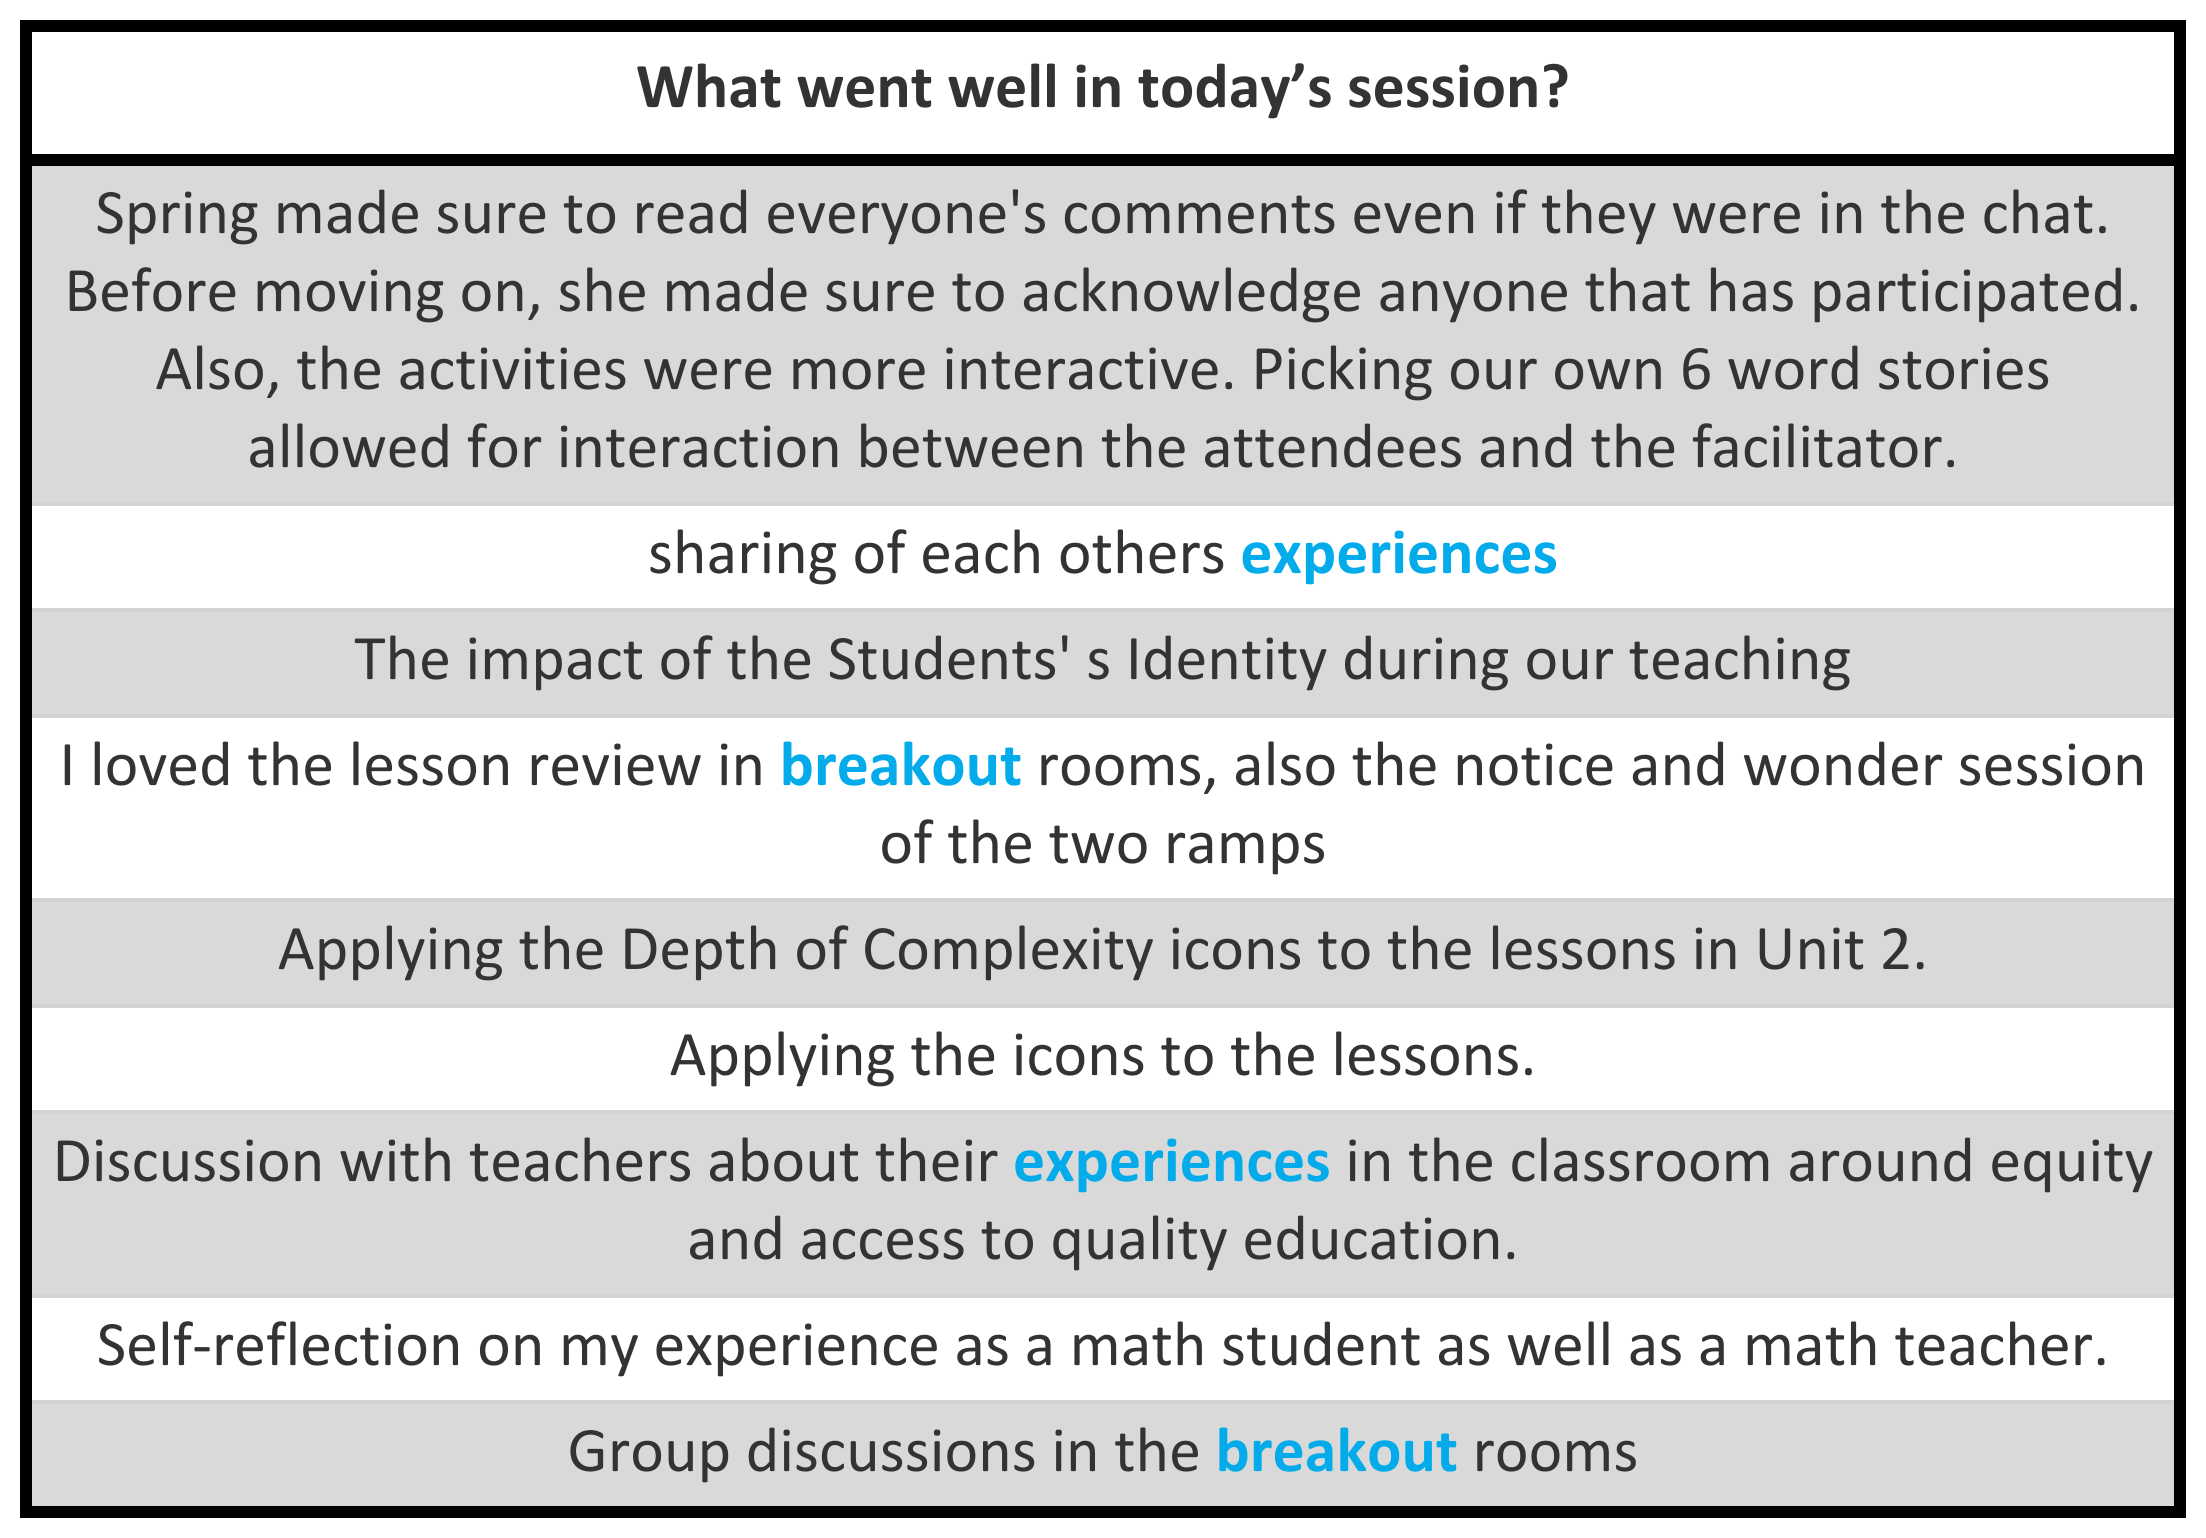 What went well in today’s session?
Spring made sure to read everyone's comments even if they were in the chat.
Before moving on, she made sure to acknowledge anyone that has participated.
Also, the activities were more interactive. Picking our own 6 word stories
allowed for interaction between the attendees and the facilitator.
sharing of each others experiences
The impact of the Students' s Identity during our teaching
I loved the lesson review in breakout rooms, also the notice and wonder session
of the two ramps
Applying the Depth of Complexity icons to the lessons in Unit 2.
Applying the icons to the lessons.
Discussion with teachers about their experiences in the classroom around equity
and access to quality education.
Self-reflection on my experience as a math student as well as a math teacher.
Group discussions in the breakout rooms